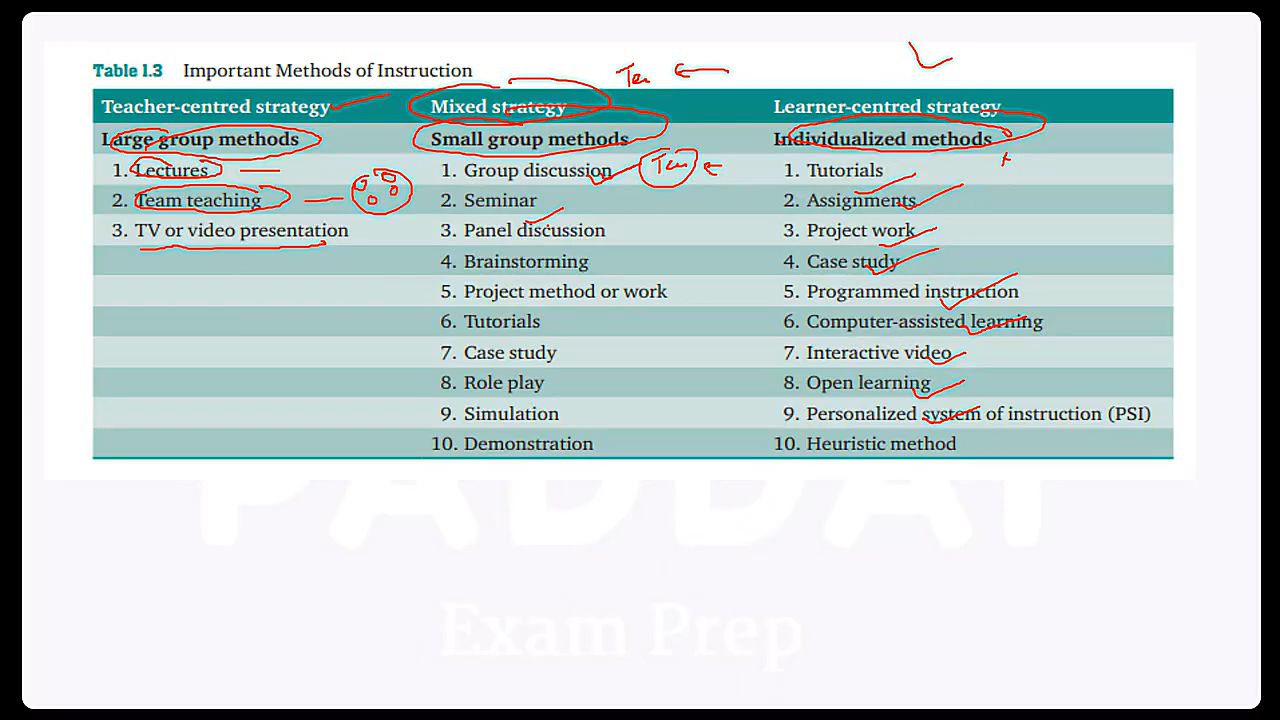 Table 1.3 Important Methods of Instruction
Teacher-centred strategy Mixed strategy Learner-centred strategy
Large group methods Small group methods Individualized methods
1. Lectures 1. Group discussion 1. Tutorials
2. Team teaching 2. Seminar 2. Assignments
3. TV or video presentation 3. Panel discussion 3. Project work
4. Brainstorming 4. Case study
5. Project method or work 5. Programmed instruction
6. Tutorials 6. Computer-assisted learning
7. Case study 7. Interactive video
8. Role play 8. Open learning
9. Simulation 9. Personalized system of instruction (PSI)
10. Demonstration 10. Heuristic method
Exam Prep